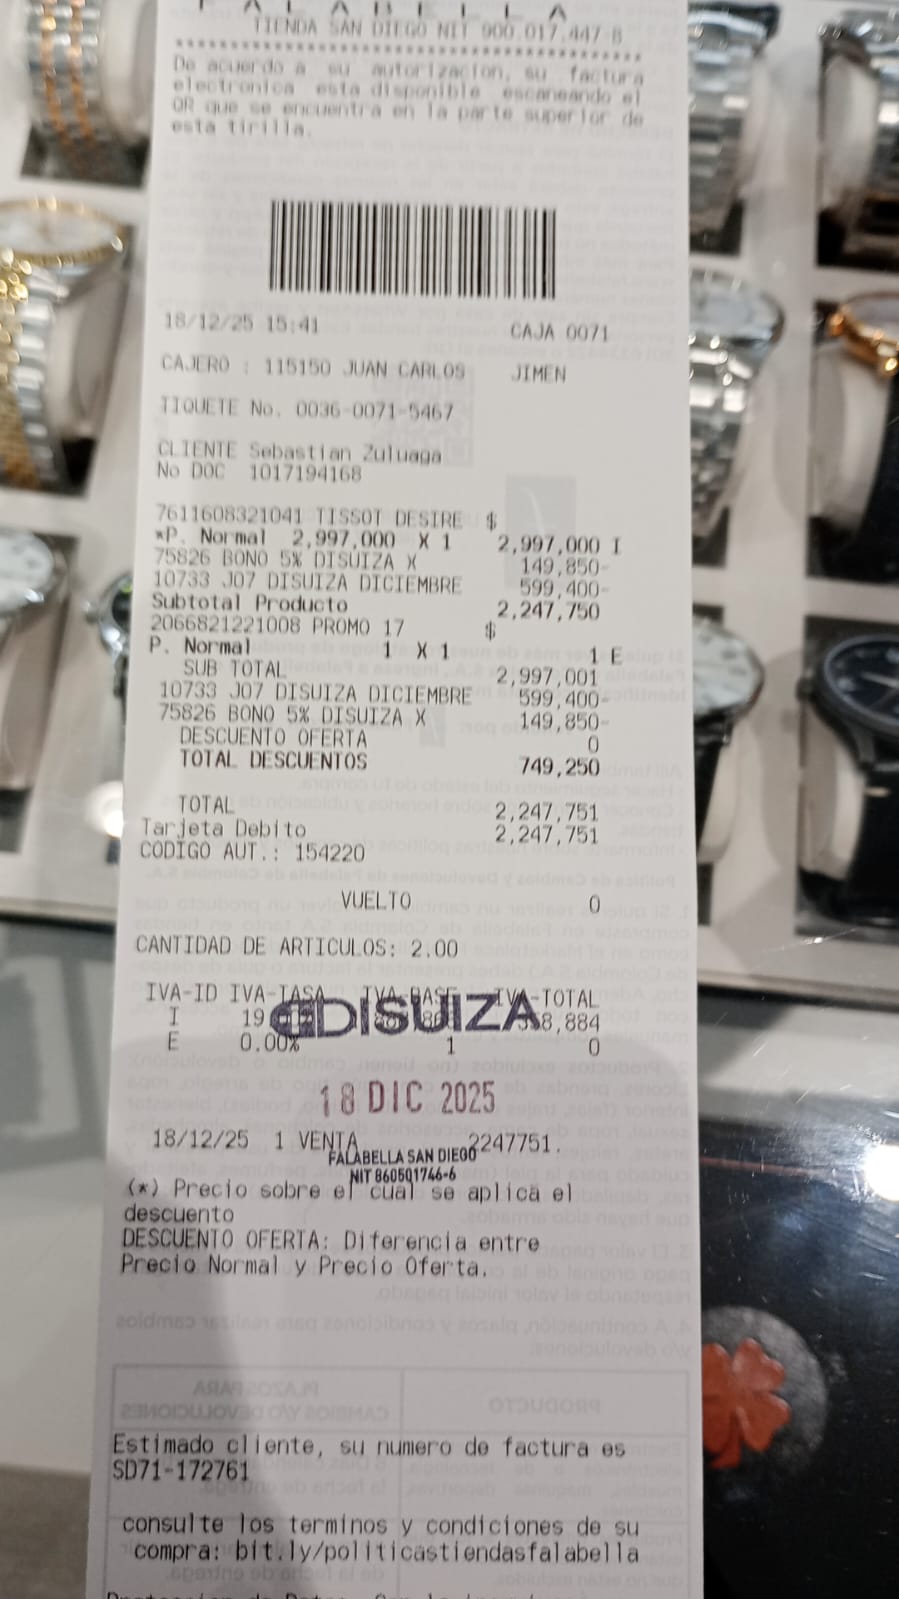 FALABELLA
TIENDA SAN DIEGO NIT 900.017.447-8
De acuerdo a su autorizacion, su factura
electronica esta disponible escaneando el
QR que se encuentra en la parte superior de
esta tirilla.
18/12/25 15:41 CAJA 0071
CAJERO : 115150 JUAN CARLOS JIMEN
TIQUETE No. 0036-0071-5467
CLIENTE Sebastian Zuluaga
No DOC 1017194168
7611608321041 TISSOT DESIRE $
*P. Normal 2,997,000 X 1 2,997,000 I
75826 BONO 5% DISUIZA X 149,850-
10733 J07 DISUIZA DICIEMBRE 599,400-
Subtotal Producto 2,247,750
2066821221008 PROMO 17 $
P. Normal 1 X 1 1 E
SUB TOTAL 2,997,001
10733 J07 DISUIZA DICIEMBRE 599,400-
75826 BONO 5% DISUIZA X 149,850-
DESCUENTO OFERTA 0
TOTAL DESCUENTOS 749,250
TOTAL 2,247,751
Tarjeta Debito 2,247,751
CODIGO AUT.: 154220
VUELTO 0
CANTIDAD DE ARTICULOS: 2.00
IVA-ID IVA-TASA IVA-BASE IVA-TOTAL
I 19 8,884
DISUIZA
E 0.00% 1 0
18 DIC 2025
18/12/25 1 VENTA 2247751.
FALABELLA SAN DIEGO
NIT 860501746-6
(*) Precio sobre el cual se aplica el
descuento
DESCUENTO OFERTA: Diferencia entre
Precio Normal y Precio Oferta.
Estimado cliente, su numero de factura es
SD71-172761
consulte los terminos y condiciones de su
compra: bit.ly/politicastiendasfalabella